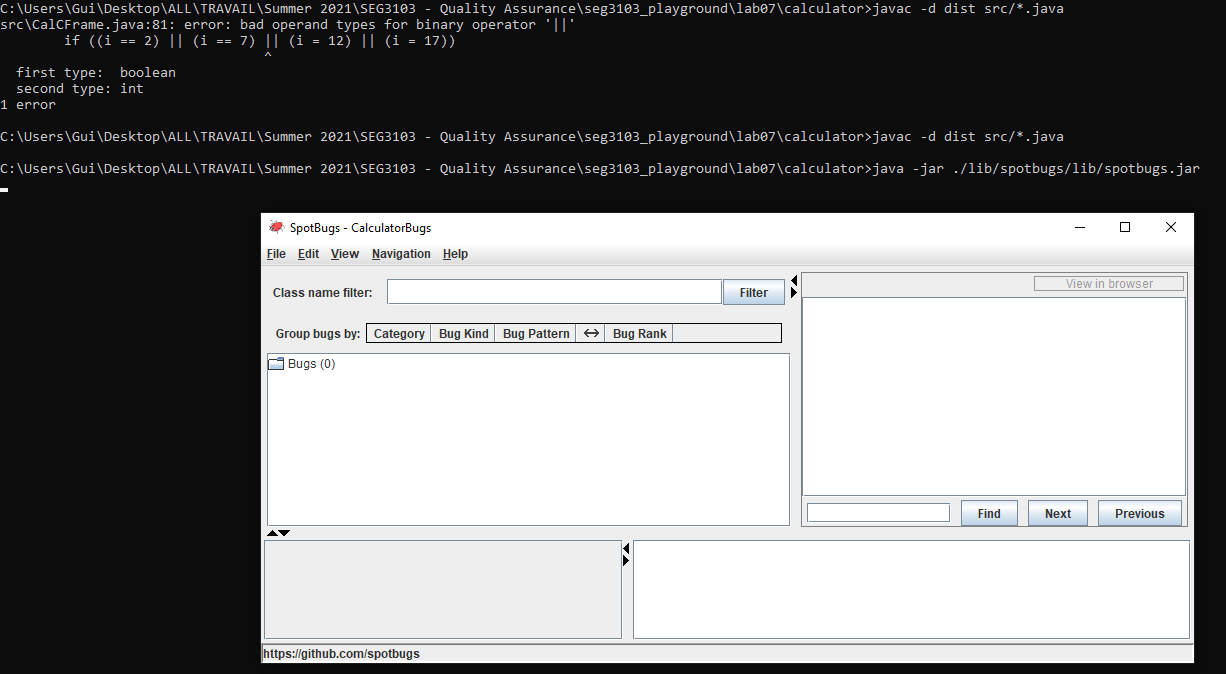 C:\Users\Gui\Desktop\ALL\TRAVAIL\Summer 2021\SEG3103 - Quality Assurance\seg3103_playground\lab07\calculator>javac -d dist src/*.java
src\CalCFrame.java:81: error: bad operand types for binary operator '||'
        if ((i == 2) || (i == 7) || (i = 12) || (i = 17))
                                 ^
  first type:  boolean
  second type: int
1 error
C:\Users\Gui\Desktop\ALL\TRAVAIL\Summer 2021\SEG3103 - Quality Assurance\seg3103_playground\lab07\calculator>javac -d dist src/*.java
C:\Users\Gui\Desktop\ALL\TRAVAIL\Summer 2021\SEG3103 - Quality Assurance\seg3103_playground\lab07\calculator>java -jar ./lib/spotbugs/lib/spotbugs.jar
SpotBugs - CalculatorBugs
File Edit View Navigation Help
Class name filter: Filter
View in browser
Group bugs by: Category Bug Kind Bug Pattern ↔ Bug Rank
Bugs (0)
Find Next Previous
https://github.com/spotbugs